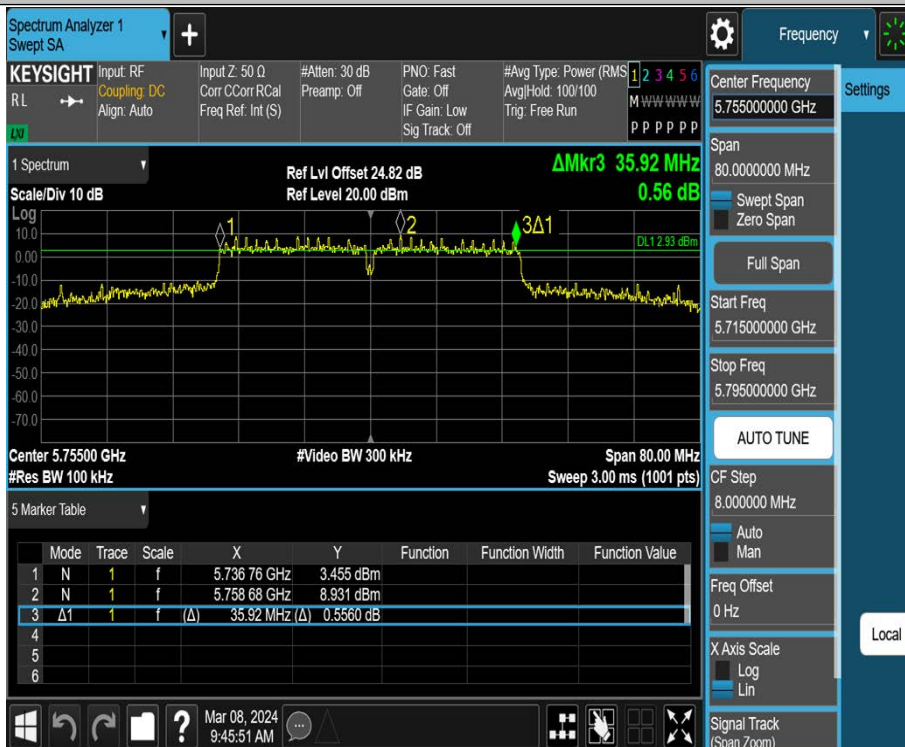 Spectrum Analyzer 1
Swept SA
+
Frequency
KEYSIGHT
RL
LXI
Input: RF
Coupling: DC
Align: Auto
Input Z: 50 Ω
Corr CCorr RCal
Freq Ref: Int (S)
#Atten: 30 dB
Preamp: Off
PNO: Fast
Gate: Off
IF Gain: Low
Sig Track: Off
#Avg Type: Power (RMS
Avg|Hold: 100/100
Trig: Free Run
1 2 3 4 5 6
M W W W W W
P P P P P P
1 Spectrum
Scale/Div 10 dB
Ref Lvl Offset 24.82 dB
Ref Level 20.00 dBm
ΔMkr3 35.92 MHz
0.56 dB
Log
10.0
0.00
-10.0
-20.0
-30.0
-40.0
-50.0
-60.0
-70.0
1
2
3Δ1
DL1 2.93 dBm
Center 5.75500 GHz
#Video BW 300 kHz
Span 80.00 MHz
#Res BW 100 kHz
Sweep 3.00 ms (1001 pts)
5 Marker Table
Mode Trace Scale X Y Function Function Width Function Value
1 N 1 f 5.736 76 GHz 3.455 dBm
2 N 1 f 5.758 68 GHz 8.931 dBm
3 Δ1 1 f (Δ) 35.92 MHz (Δ) 0.5560 dB
4
5
6
?
Mar 08, 2024
9:45:51 AM
Center Frequency
5.755000000 GHz
Span
80.0000000 MHz
Swept Span
Zero Span
Full Span
Start Freq
5.715000000 GHz
Stop Freq
5.795000000 GHz
AUTO TUNE
CF Step
8.000000 MHz
Auto
Man
Freq Offset
0 Hz
X Axis Scale
Log
Lin
Signal Track
(Span Zoom)
Settings
Local